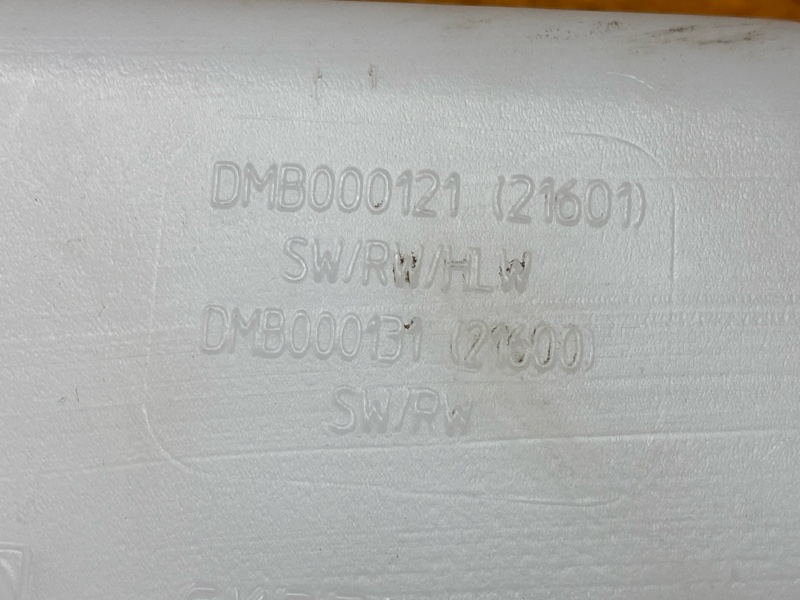 DMB000121 (21601)
SW/RW/HLW
DMB000131 (21600)
SW/RW